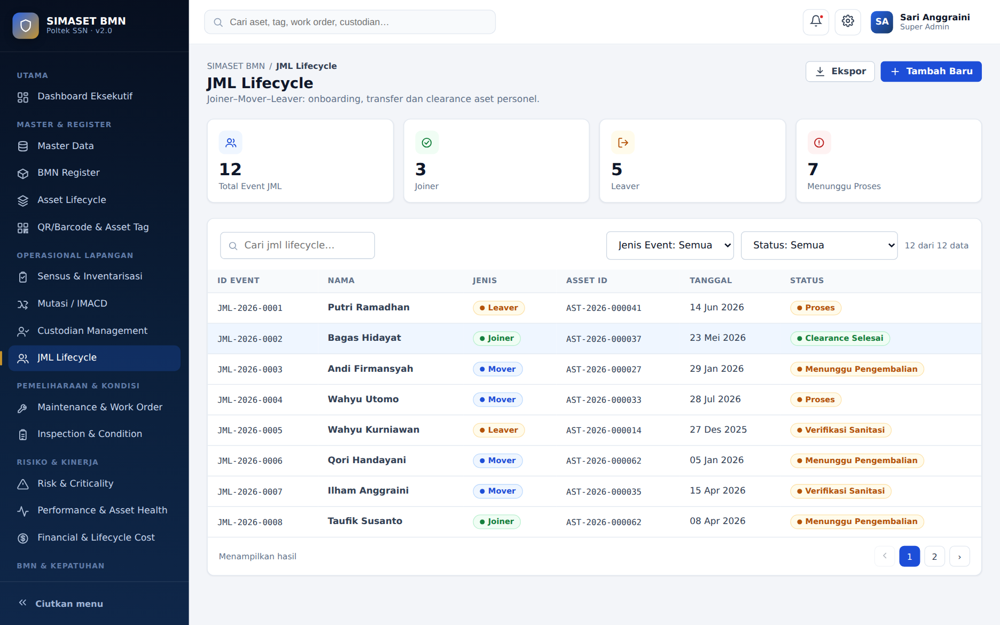 SIMASET BMN
Poltek SSN · v2.0
UTAMA
Dashboard Eksekutif
MASTER & REGISTER
Master Data
BMN Register
Asset Lifecycle
QR/Barcode & Asset Tag
OPERASIONAL LAPANGAN
Sensus & Inventarisasi
Mutasi / IMACD
Custodian Management
JML Lifecycle
PEMELIHARAAN & KONDISI
Maintenance & Work Order
Inspection & Condition
RISIKO & KINERJA
Risk & Criticality
Performance & Asset Health
Financial & Lifecycle Cost
BMN & KEPATUHAN
Ciutkan menu
Cari aset, tag, work order, custodian…
SA
Sari Anggraini
Super Admin
SIMASET BMN / JML Lifecycle
JML Lifecycle
Joiner–Mover–Leaver: onboarding, transfer dan clearance aset personel.
Ekspor
Tambah Baru
12
Total Event JML
3
Joiner
5
Leaver
7
Menunggu Proses
Cari jml lifecycle…
Jenis Event: Semua
Status: Semua
12 dari 12 data
ID EVENT NAMA JENIS ASSET ID TANGGAL STATUS
JML-2026-0001 Putri Ramadhan Leaver AST-2026-000041 14 Jun 2026 Proses
JML-2026-0002 Bagas Hidayat Joiner AST-2026-000037 23 Mei 2026 Clearance Selesai
JML-2026-0003 Andi Firmansyah Mover AST-2026-000027 29 Jan 2026 Menunggu Pengembalian
JML-2026-0004 Wahyu Utomo Mover AST-2026-000033 28 Jul 2026 Proses
JML-2026-0005 Wahyu Kurniawan Leaver AST-2026-000014 27 Des 2025 Verifikasi Sanitasi
JML-2026-0006 Qori Handayani Mover AST-2026-000062 05 Jan 2026 Menunggu Pengembalian
JML-2026-0007 Ilham Anggraini Mover AST-2026-000035 15 Apr 2026 Verifikasi Sanitasi
JML-2026-0008 Taufik Susanto Joiner AST-2026-000062 08 Apr 2026 Menunggu Pengembalian
Menampilkan hasil
‹ 1 2 ›